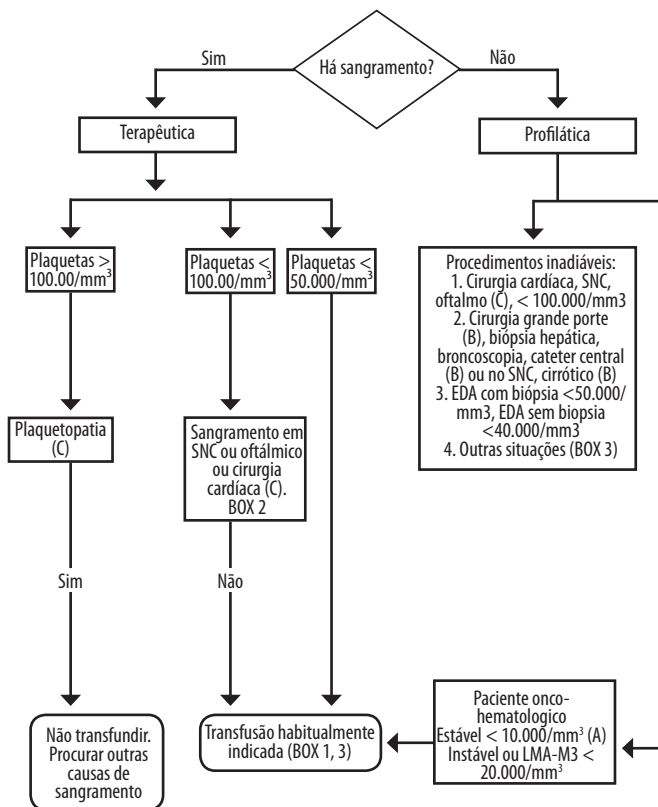 Há sangramento?
Sim
Não
Terapêutica
Profilática
Plaquetas >
100.00/mm³
Plaquetas <
100.00/mm³
Plaquetas <
50.000/mm³
Procedimentos inadiáveis:
1. Cirurgia cardíaca, SNC,
oftalmo (C), < 100.000/mm3
2. Cirurgia grande porte
(B), biópsia hepática,
broncoscopia, cateter central
(B) ou no SNC, cirrótico (B)
3. EDA com biópsia <50.000/
mm3, EDA sem biopsia
<40.000/mm3
4. Outras situações (BOX 3)
Plaquetopatia
(C)
Sangramento em
SNC ou oftálmico
ou cirurgia
cardíaca (C).
BOX 2
Sim
Não
Não transfundir.
Procurar outras
causas de
sangramento
Transfusão habitualmente
indicada (BOX 1, 3)
Paciente onco-
hematologico
Estável < 10.000/mm³ (A)
Instável ou LMA-M3 <
20.000/mm³